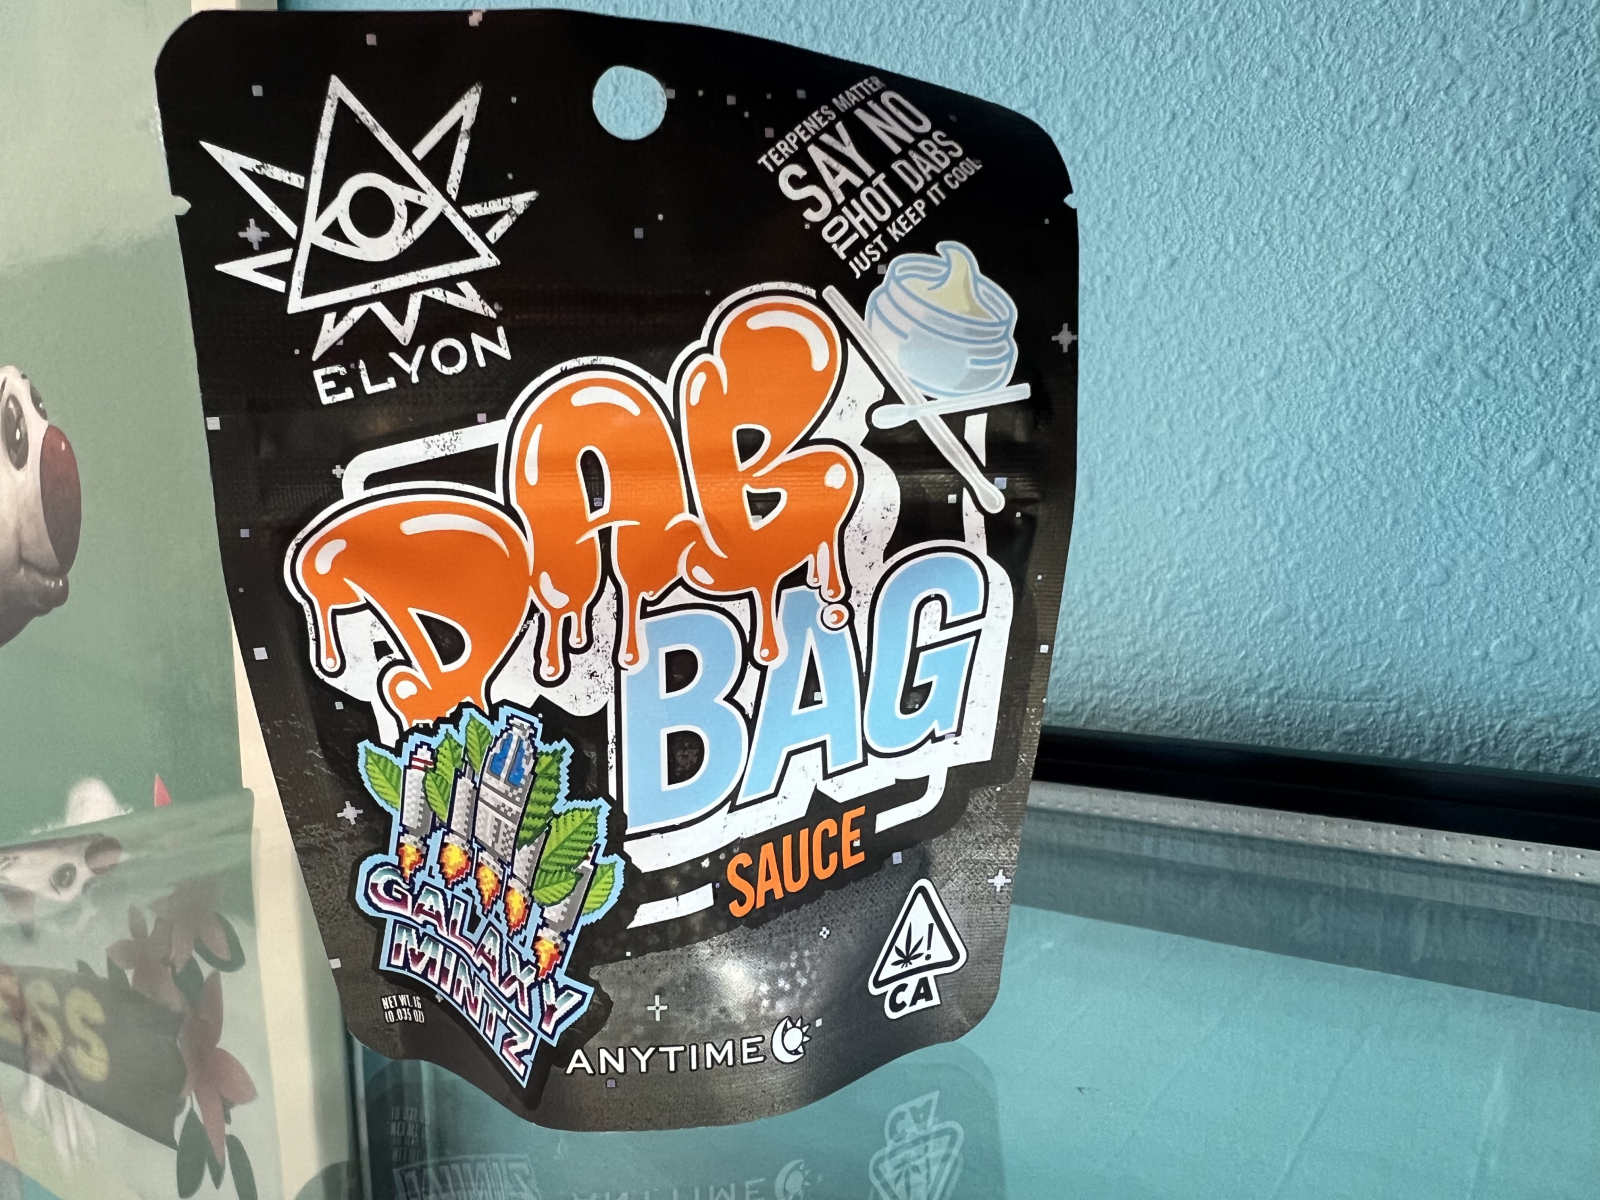 TERPENES MATTER
SAY NO
TO HOT DABS
JUST KEEP IT COOL
ELYON
DAB
BAG
SAUCE
GALAXY
MINTZ
NET WT. 1G
(0.035 OZ)
ANYTIME
!
CA
ESS